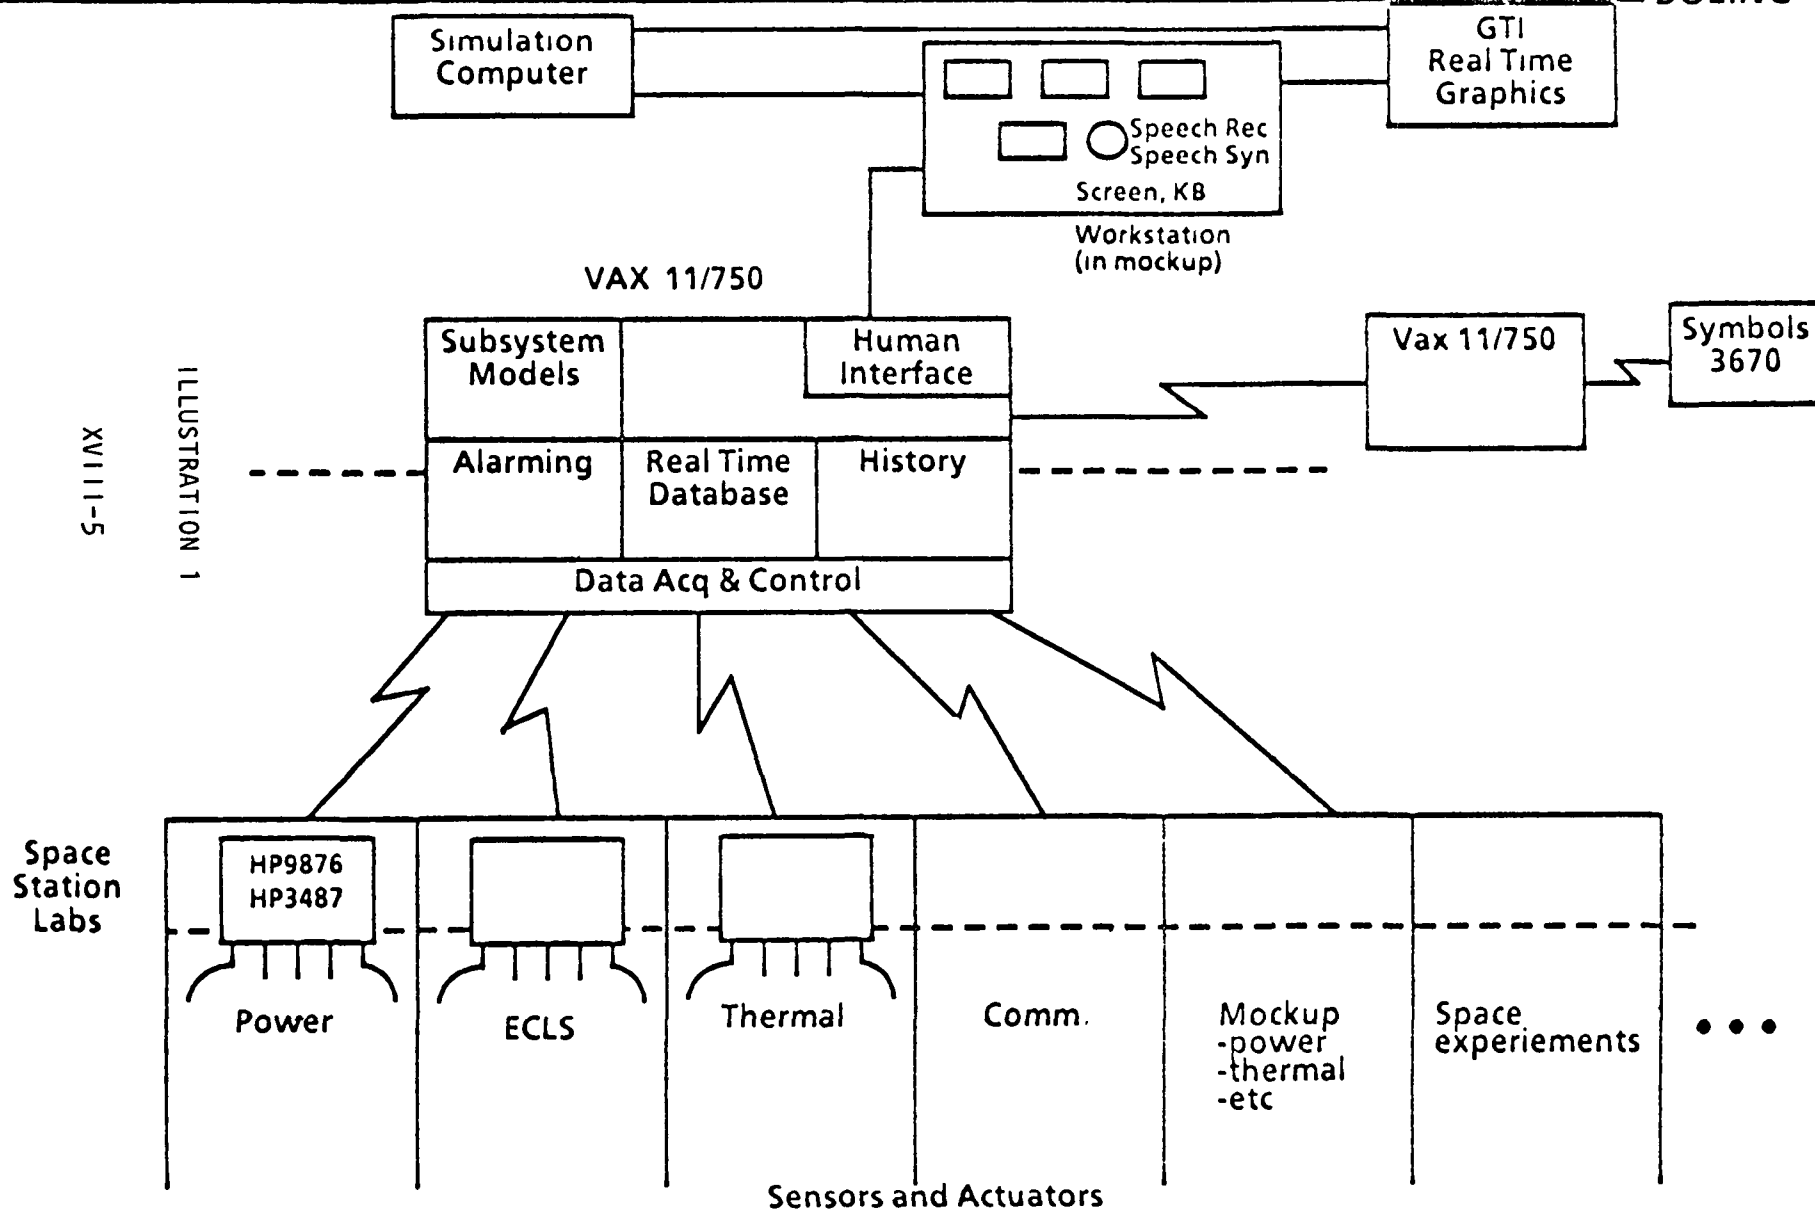 Simulation
Computer
GTI
Real Time
Graphics
Speech Rec
Speech Syn
Screen, KB
Workstation
(in mockup)
VAX 11/750
Subsystem
Models
Human
Interface
Vax 11/750
Symbols
3670
Alarming
Real Time
Database
History
Data Acq & Control
ILLUSTRATION 1
XVIII-5
Space
Station
Labs
HP9876
HP3487
Power
ECLS
Thermal
Comm.
Mockup
-power
-thermal
-etc
Space
experiements
Sensors and Actuators